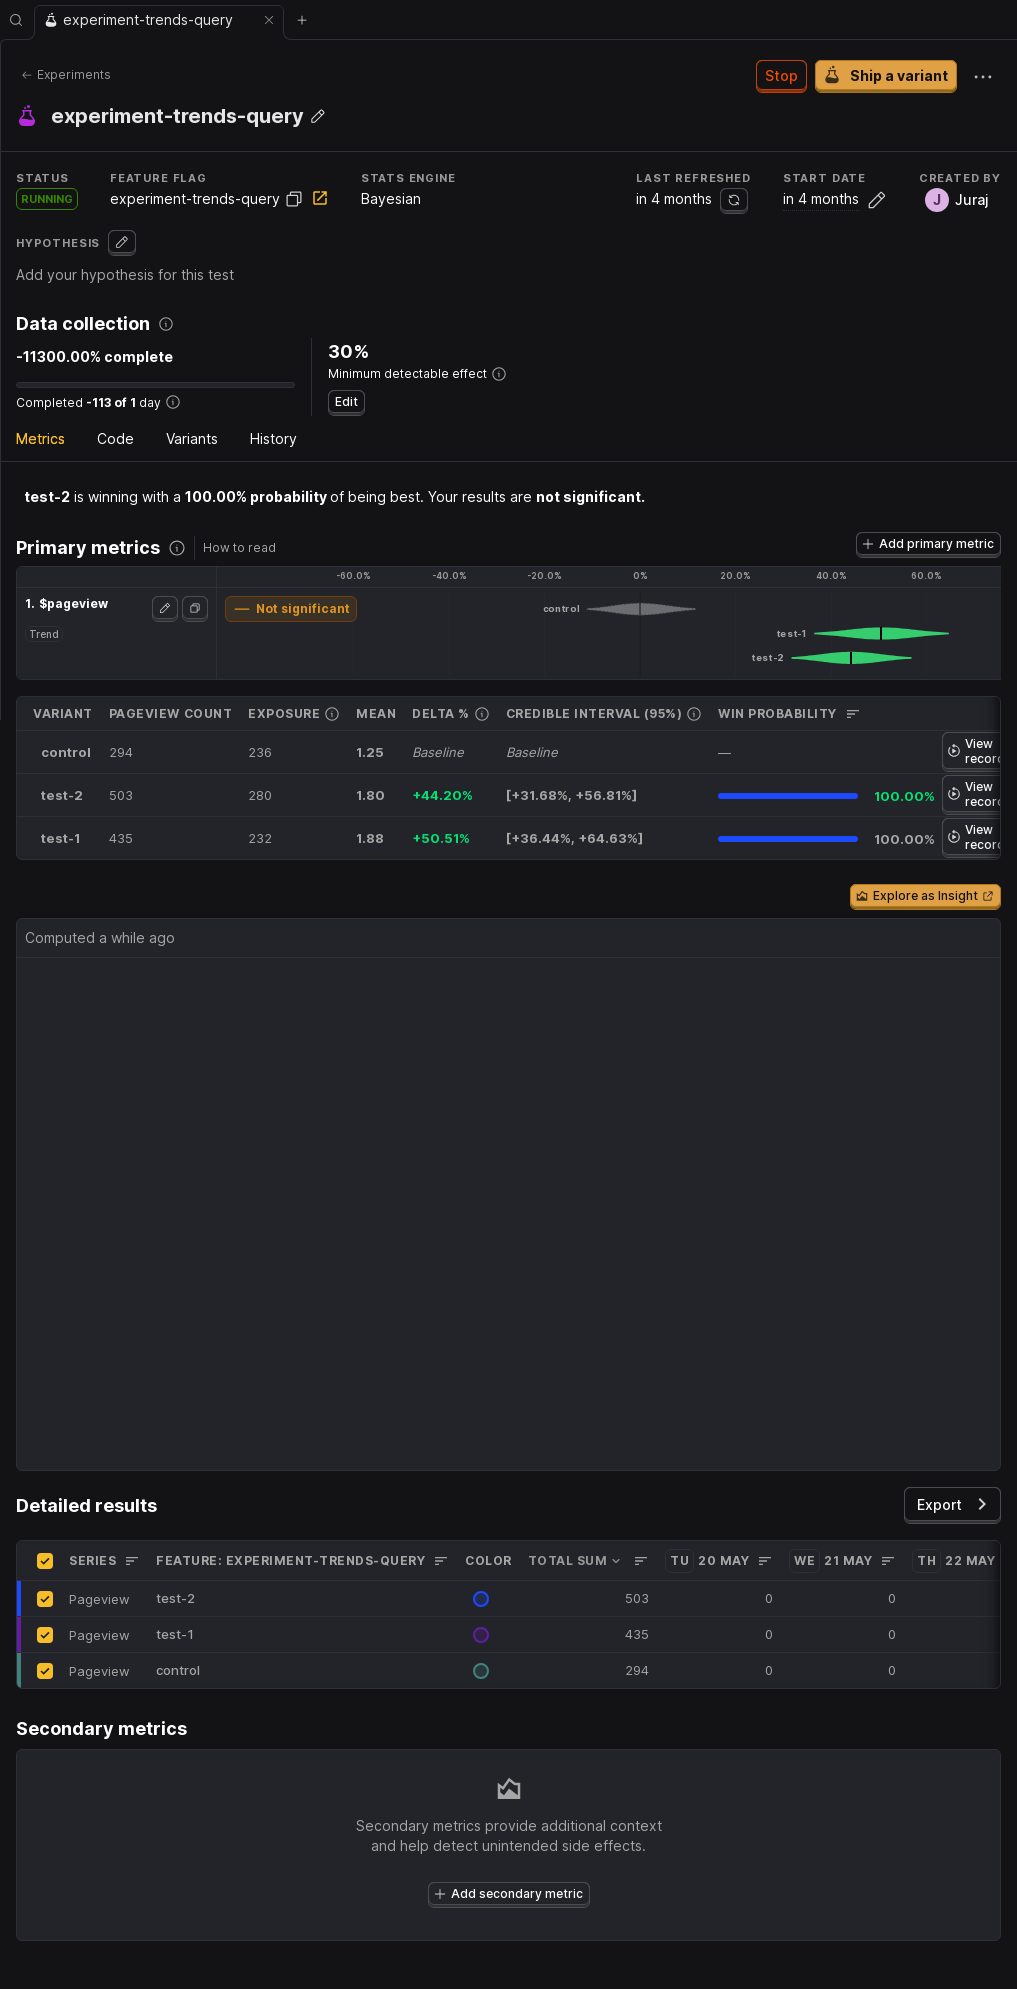 experiment-trends-query
Experiments
Stop
Ship a variant
experiment-trends-query
STATUS
FEATURE FLAG
STATS ENGINE
LAST REFRESHED
START DATE
CREATED BY
RUNNING
experiment-trends-query
Bayesian
in 4 months
in 4 months
J
Juraj
HYPOTHESIS
Add your hypothesis for this test
Data collection
-11300.00% complete
Completed -113 of 1 day
30%
Minimum detectable effect
Edit
Metrics
Code
Variants
History
test-2 is winning with a 100.00% probability of being best. Your results are not significant.
Primary metrics
How to read
Add primary metric
-60.0% -40.0% -20.0% 0% 20.0% 40.0% 60.0%
1. $pageview
Trend
Not significant
control
test-1
test-2
VARIANT PAGEVIEW COUNT EXPOSURE MEAN DELTA % CREDIBLE INTERVAL (95%) WIN PROBABILITY
control 294 236 1.25 Baseline Baseline — View
recor
test-2 503 280 1.80 +44.20% [+31.68%, +56.81%] 100.00% View
recor
test-1 435 232 1.88 +50.51% [+36.44%, +64.63%] 100.00% View
recor
Explore as Insight
Computed a while ago
Detailed results
Export
SERIES FEATURE: EXPERIMENT-TRENDS-QUERY COLOR TOTAL SUM TU 20 MAY WE 21 MAY TH 22 MAY
Pageview test-2 503 0 0
Pageview test-1 435 0 0
Pageview control 294 0 0
Secondary metrics
Secondary metrics provide additional context
and help detect unintended side effects.
Add secondary metric